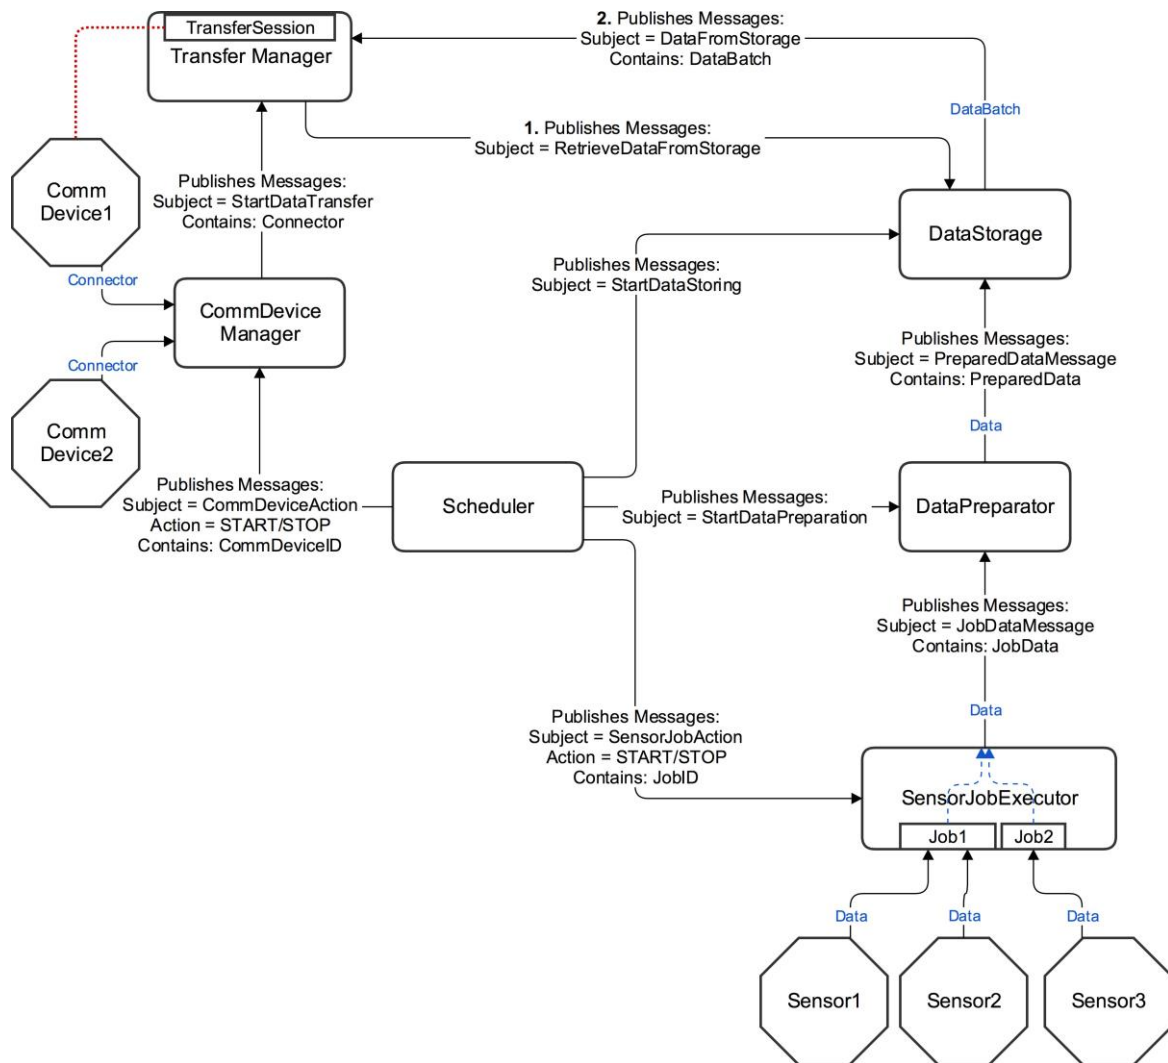 TransferSession
Transfer Manager
2. Publishes Messages:
Subject = DataFromStorage
Contains: DataBatch
DataBatch
1. Publishes Messages:
Subject = RetrieveDataFromStorage
Comm
Device1
Publishes Messages:
Subject = StartDataTransfer
Contains: Connector
DataStorage
Connector
CommDevice
Manager
Publishes Messages:
Subject = StartDataStoring
Connector
Publishes Messages:
Subject = PreparedDataMessage
Contains: PreparedData
Comm
Device2
Data
Publishes Messages:
Subject = CommDeviceAction
Action = START/STOP
Contains: CommDeviceID
Scheduler
Publishes Messages:
Subject = StartDataPreparation
DataPreparator
Publishes Messages:
Subject = JobDataMessage
Contains: JobData
Data
Publishes Messages:
Subject = SensorJobAction
Action = START/STOP
Contains: JobID
SensorJobExecutor
Job1
Job2
Data
Data
Data
Sensor1
Sensor2
Sensor3